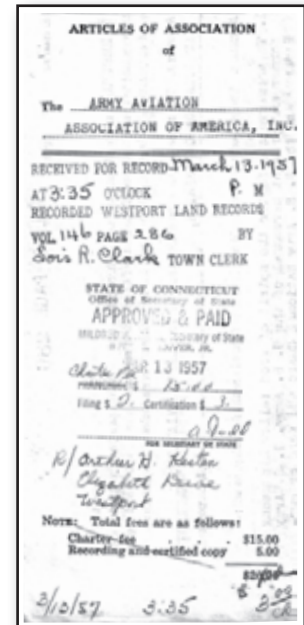 ARTICLES OF ASSOCIATION
of
The ARMY AVIATION
ASSOCIATION OF AMERICA, INC.
RECEIVED FOR RECORD March 13-1957
AT 3:35 O'CLOCK P. M
RECORDED WESTPORT LAND RECORDS
VOL 146 PAGE 286 BY
Lois R. Clark TOWN CLERK
STATE OF CONNECTICUT
Office of Secretary of State
APPROVED & PAID
Secretary of State
13 1957
15.00
Filing $ 2. Certification $ 3.
FOR SECRETARY OF STATE
R/ Arthur H. Kesten
Elizabeth
Westport
NOTE: Total fees are as follows:
Charter fee $15.00
Recording and certified copy 5.00
3/13/57 3:35